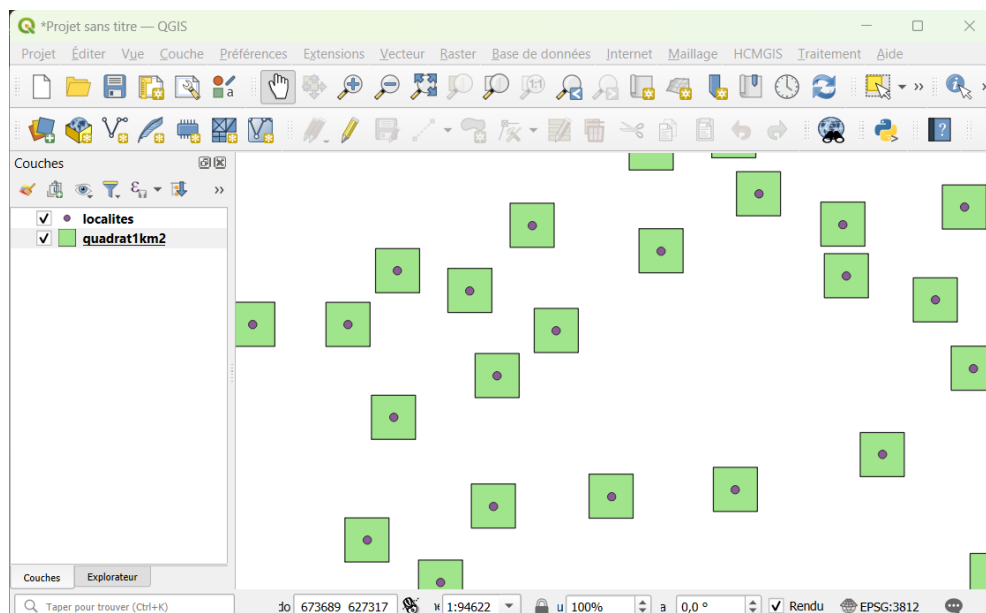 *Projet sans titre — QGIS
Projet Éditer Vue Couche Préférences Extensions Vecteur Raster Base de données Internet Maillage HCMGIS Traitement Aide
Couches
localites
quadrat1km2
Couches Explorateur
Taper pour trouver (Ctrl+K) do 673689 627317 1:94622 u 100% a 0,0 ° Rendu EPSG:3812